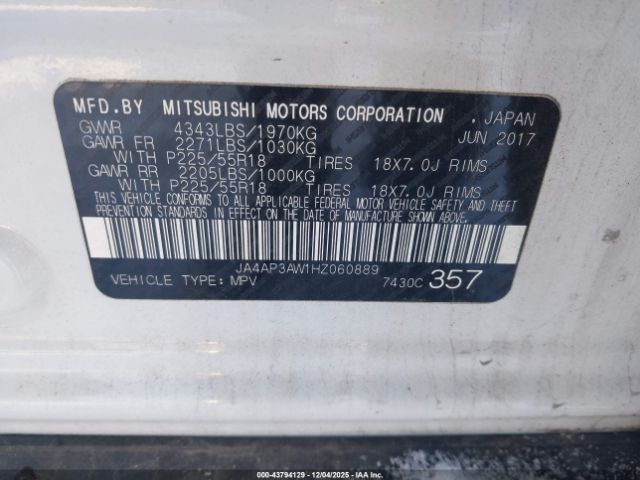 MFD.BY MITSUBISHI MOTORS CORPORATION . JAPAN
GVWR 4343LBS/1970KG JUN 2017
GAWR FR 2271LBS/1030KG
WITH P225/55R18 TIRES 18X7.0J RIMS
GAWR RR 2205LBS/1000KG
WITH P225/55R18 TIRES 18X7.0J RIMS
THIS VEHICLE CONFORMS TO ALL APPLICABLE FEDERAL MOTOR VEHICLE SAFETY AND THEFT
PREVENTION STANDARDS IN EFFECT ON THE DATE OF MANUFACTURE SHOWN ABOVE.
JA4AP3AW1HZ060889
VEHICLE TYPE: MPV 7430C 357
000-43794129 - 12/04/2025 - IAAI.CA